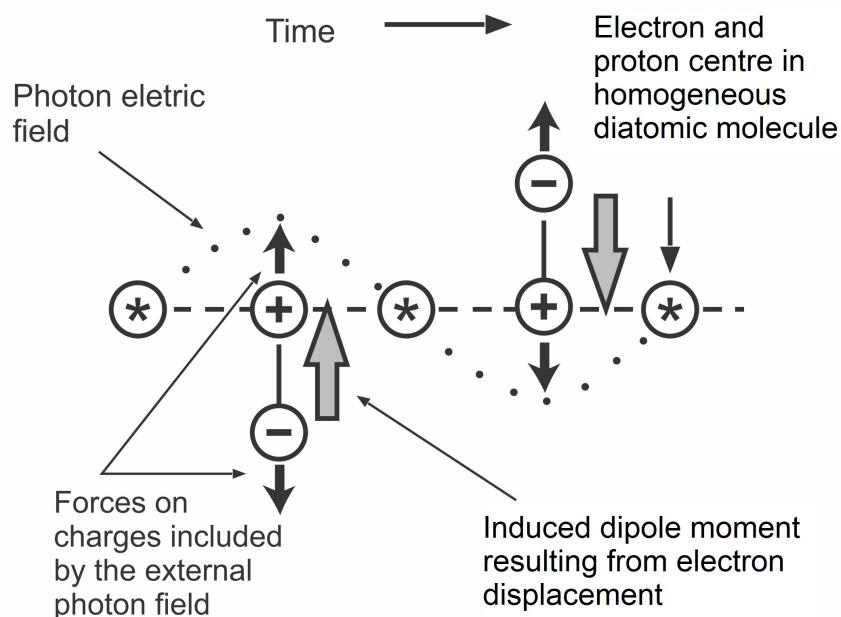 Time
Electron and
proton centre in
homogeneous
diatomic molecule
Photon eletric
field
−
* + * + *
−
Forces on
charges included
by the external
photon field
Induced dipole moment
resulting from electron
displacement